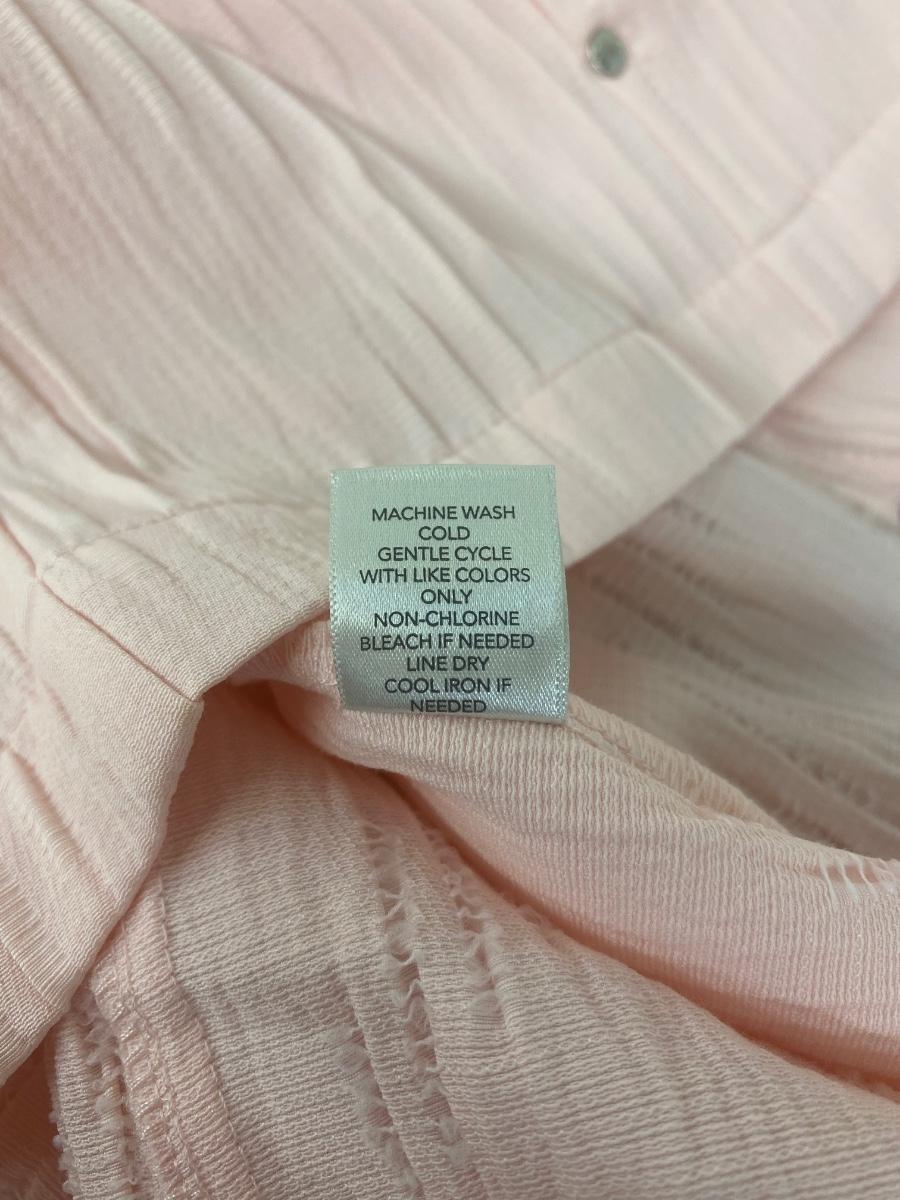 MACHINE WASH
COLD
GENTLE CYCLE
WITH LIKE COLORS
ONLY
NON-CHLORINE
BLEACH IF NEEDED
LINE DRY
COOL IRON IF
NEEDED